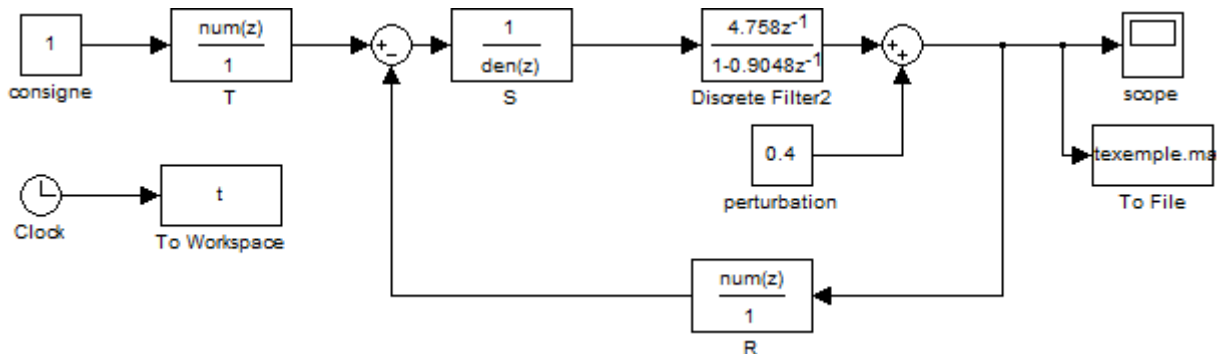 1
consigne
num(z)
1
T
+
−
1
den(z)
S
4.758z-1
1-0.9048z-1
Discrete Filter2
+
+
scope
0.4
perturbation
texemple.ma
To File
Clock
t
To Workspace
num(z)
1
R